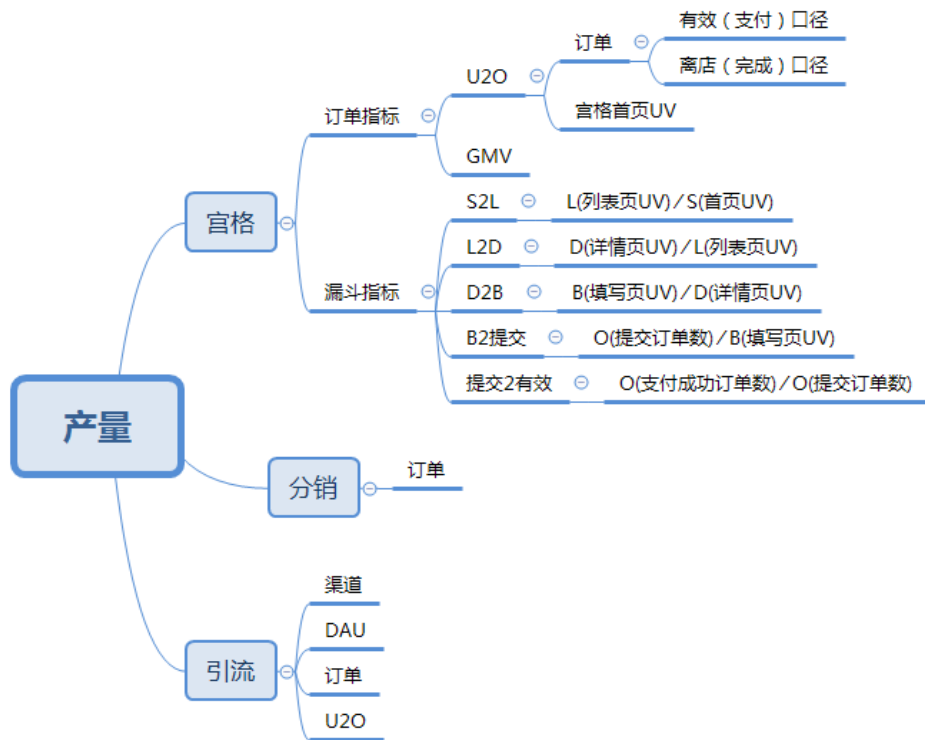 产量
宫格
订单指标
U2O
订单
有效（支付）口径
离店（完成）口径
宫格首页UV
GMV
漏斗指标
S2L
L(列表页UV)／S(首页UV)
L2D
D(详情页UV)／L(列表页UV)
D2B
B(填写页UV)／D(详情页UV)
B2提交
O(提交订单数)／B(填写页UV)
提交2有效
O(支付成功订单数)／O(提交订单数)
分销
订单
引流
渠道
DAU
订单
U2O